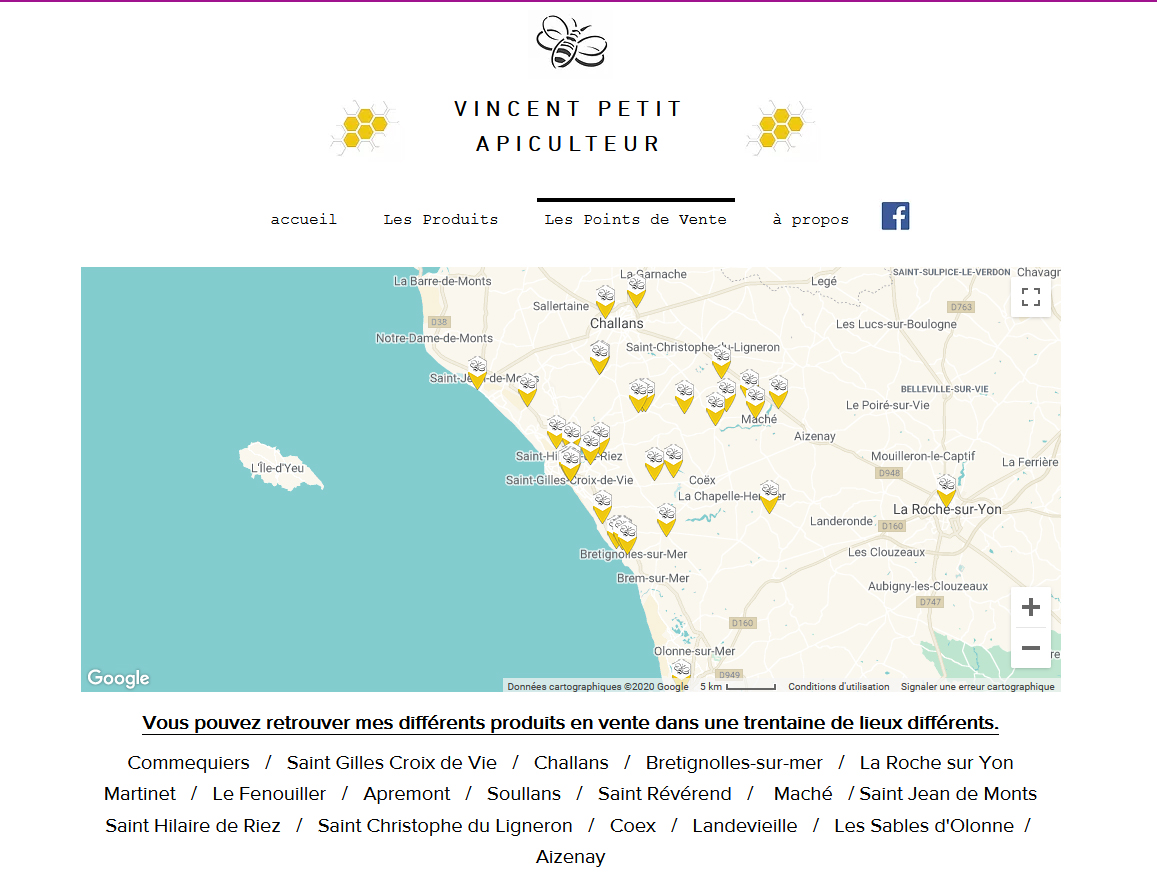 VINCENT PETIT
APICULTEUR
accueil
Les Produits
Les Points de Vente
à propos
La Barre-de-Monts
La Garnache
Legé
SAINT-SULPICE-LE-VERDON
Chavagr
Sallertaine
D763
D38
Challans
Les Lucs-sur-Boulogne
Notre-Dame-de-Monts
Saint-Christophe-du-Ligneron
Saint-Je
-de-Mo
BELLEVILLE-SUR-VIE
Le Poiré-sur-Vie
Maché
Aizenay
Saint-Hi
Riez
Mouilleron-le-Captif
La Ferrière
L'Île-d'Yeu
D948
Saint-Gilles-Croix-de-Vie
Coëx
La Chapelle-He
er
La Roche-sur-Yon
Landeronde
D160
Bretignolles-sur-Mer
Les Clouzeaux
Brem-sur-Mer
Aubigny-les-Clouzeaux
D747
D160
Olonne-sur-Mer
re
D949
Google
Données cartographiques ©2020 Google
5 km
Conditions d'utilisation
Signaler une erreur cartographique
Vous pouvez retrouver mes différents produits en vente dans une trentaine de lieux différents.
Commequiers / Saint Gilles Croix de Vie / Challans / Bretignolles-sur-mer / La Roche sur Yon
Martinet / Le Fenouiller / Apremont / Soullans / Saint Révérend / Maché / Saint Jean de Monts
Saint Hilaire de Riez / Saint Christophe du Ligneron / Coex / Landevieille / Les Sables d'Olonne /
Aizenay